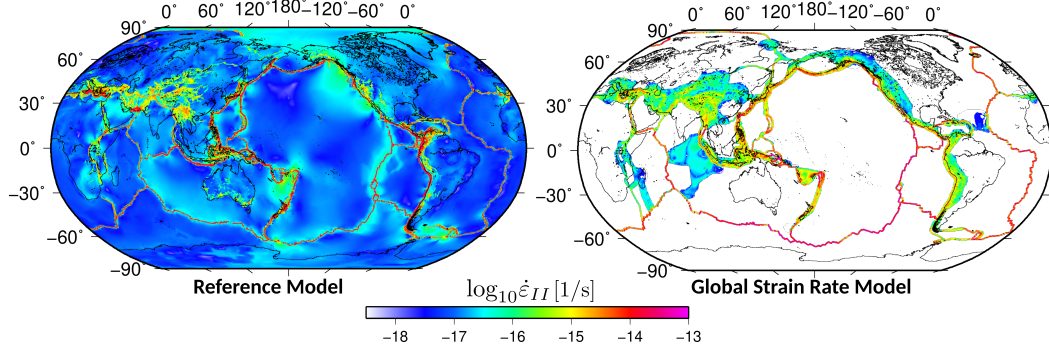 0° 60° 120° 180° −120° −60° 0°
60°
30°
0°
−30°
−60°
−90
Reference Model
0° 60° 120° 180 −120 −60° 0°
90°
60°
30°
0°
−30°
−60°
−90
Global Strain Rate Model
log10 ε̇II [1/s]
−18 −17 −16 −15 −14 −13